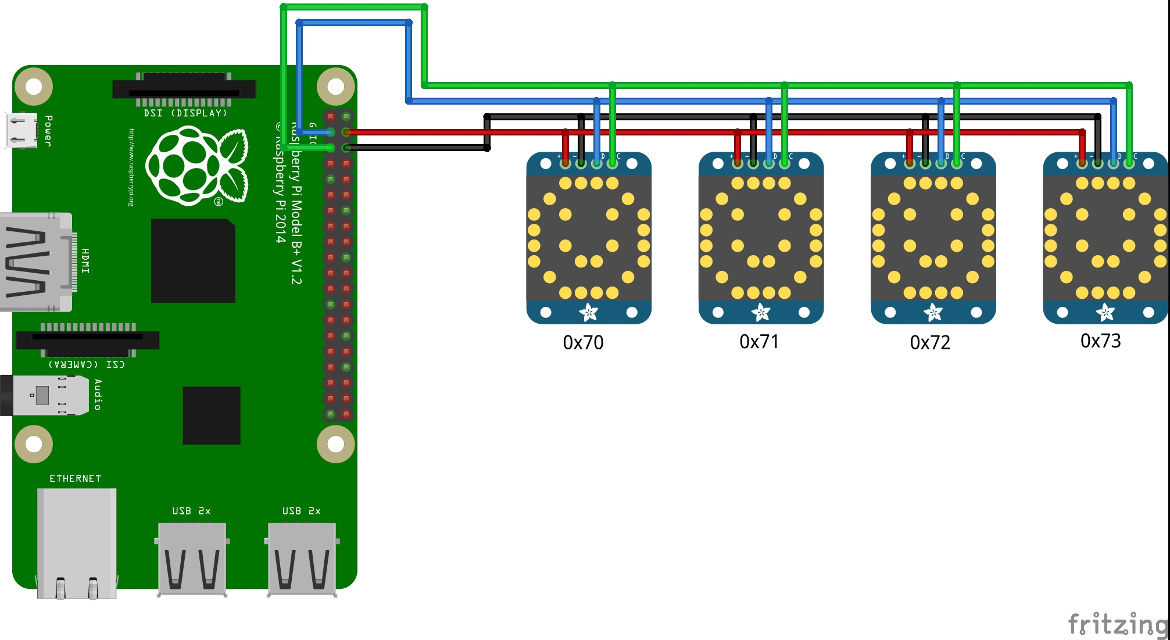 DSI (DISPLAY)
Power
http://www.raspberrypi.org
Raspberry Pi Model B+ V1.2
© Raspberry Pi 2014
HDMI
CSI (CAMERA)
Audio
ETHERNET
USB 2x
USB 2x
+ - D C
0x70
0x71
0x72
0x73
fritzing